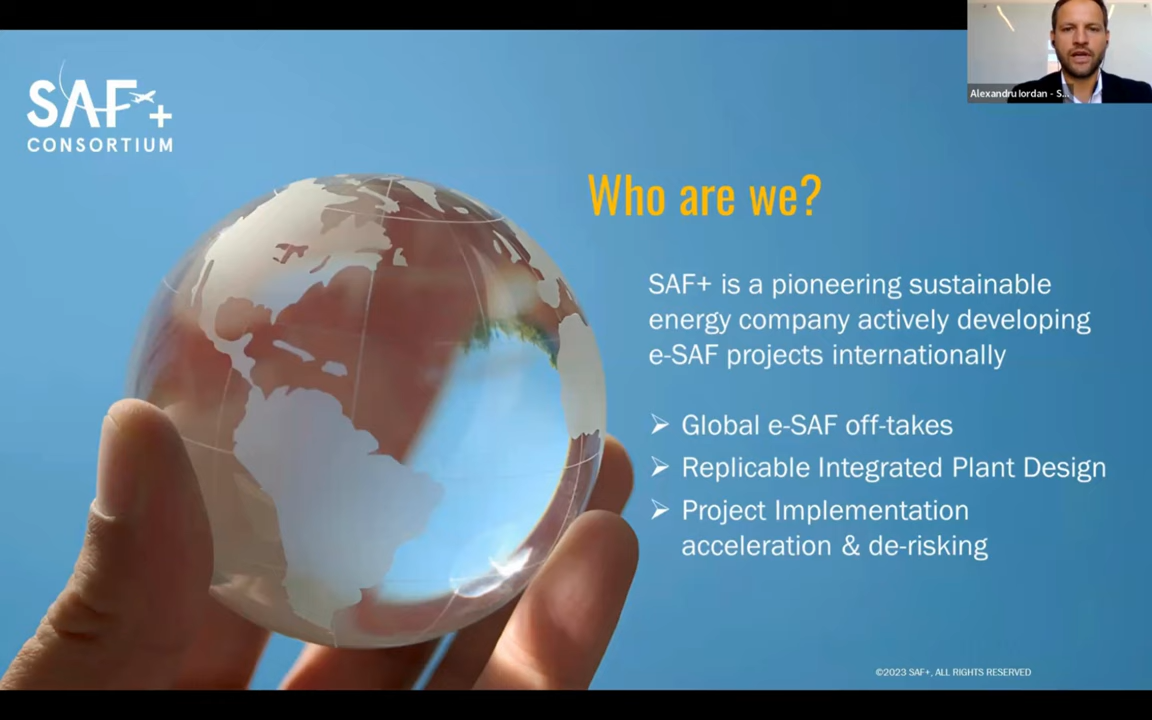 SAF+
CONSORTIUM
Alexandru Iordan - S...
Who are we?
SAF+ is a pioneering sustainable
energy company actively developing
e-SAF projects internationally
Global e-SAF off-takes
Replicable Integrated Plant Design
Project Implementation
acceleration & de-risking
©2023 SAF+, ALL RIGHTS RESERVED